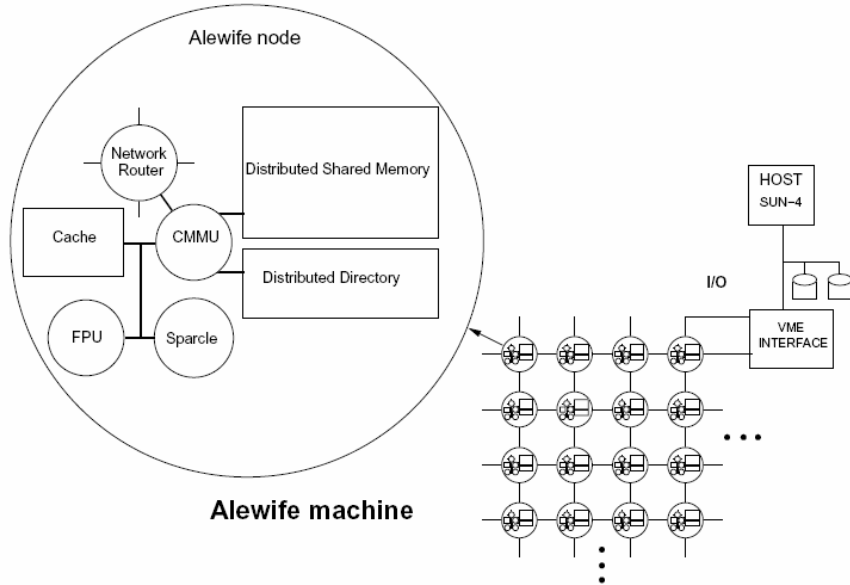 Alewife node
Network
Router
Distributed Shared Memory
Cache
CMMU
Distributed Directory
FPU
Sparcle
HOST
SUN-4
I/O
VME
INTERFACE
Alewife machine